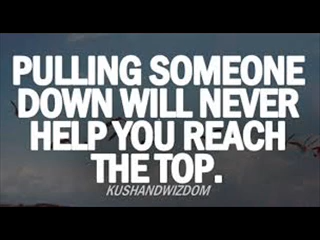 PULLING SOMEONE
DOWN WILL NEVER
HELP YOU REACH
THE TOP.
KUSHANDWIZDOM